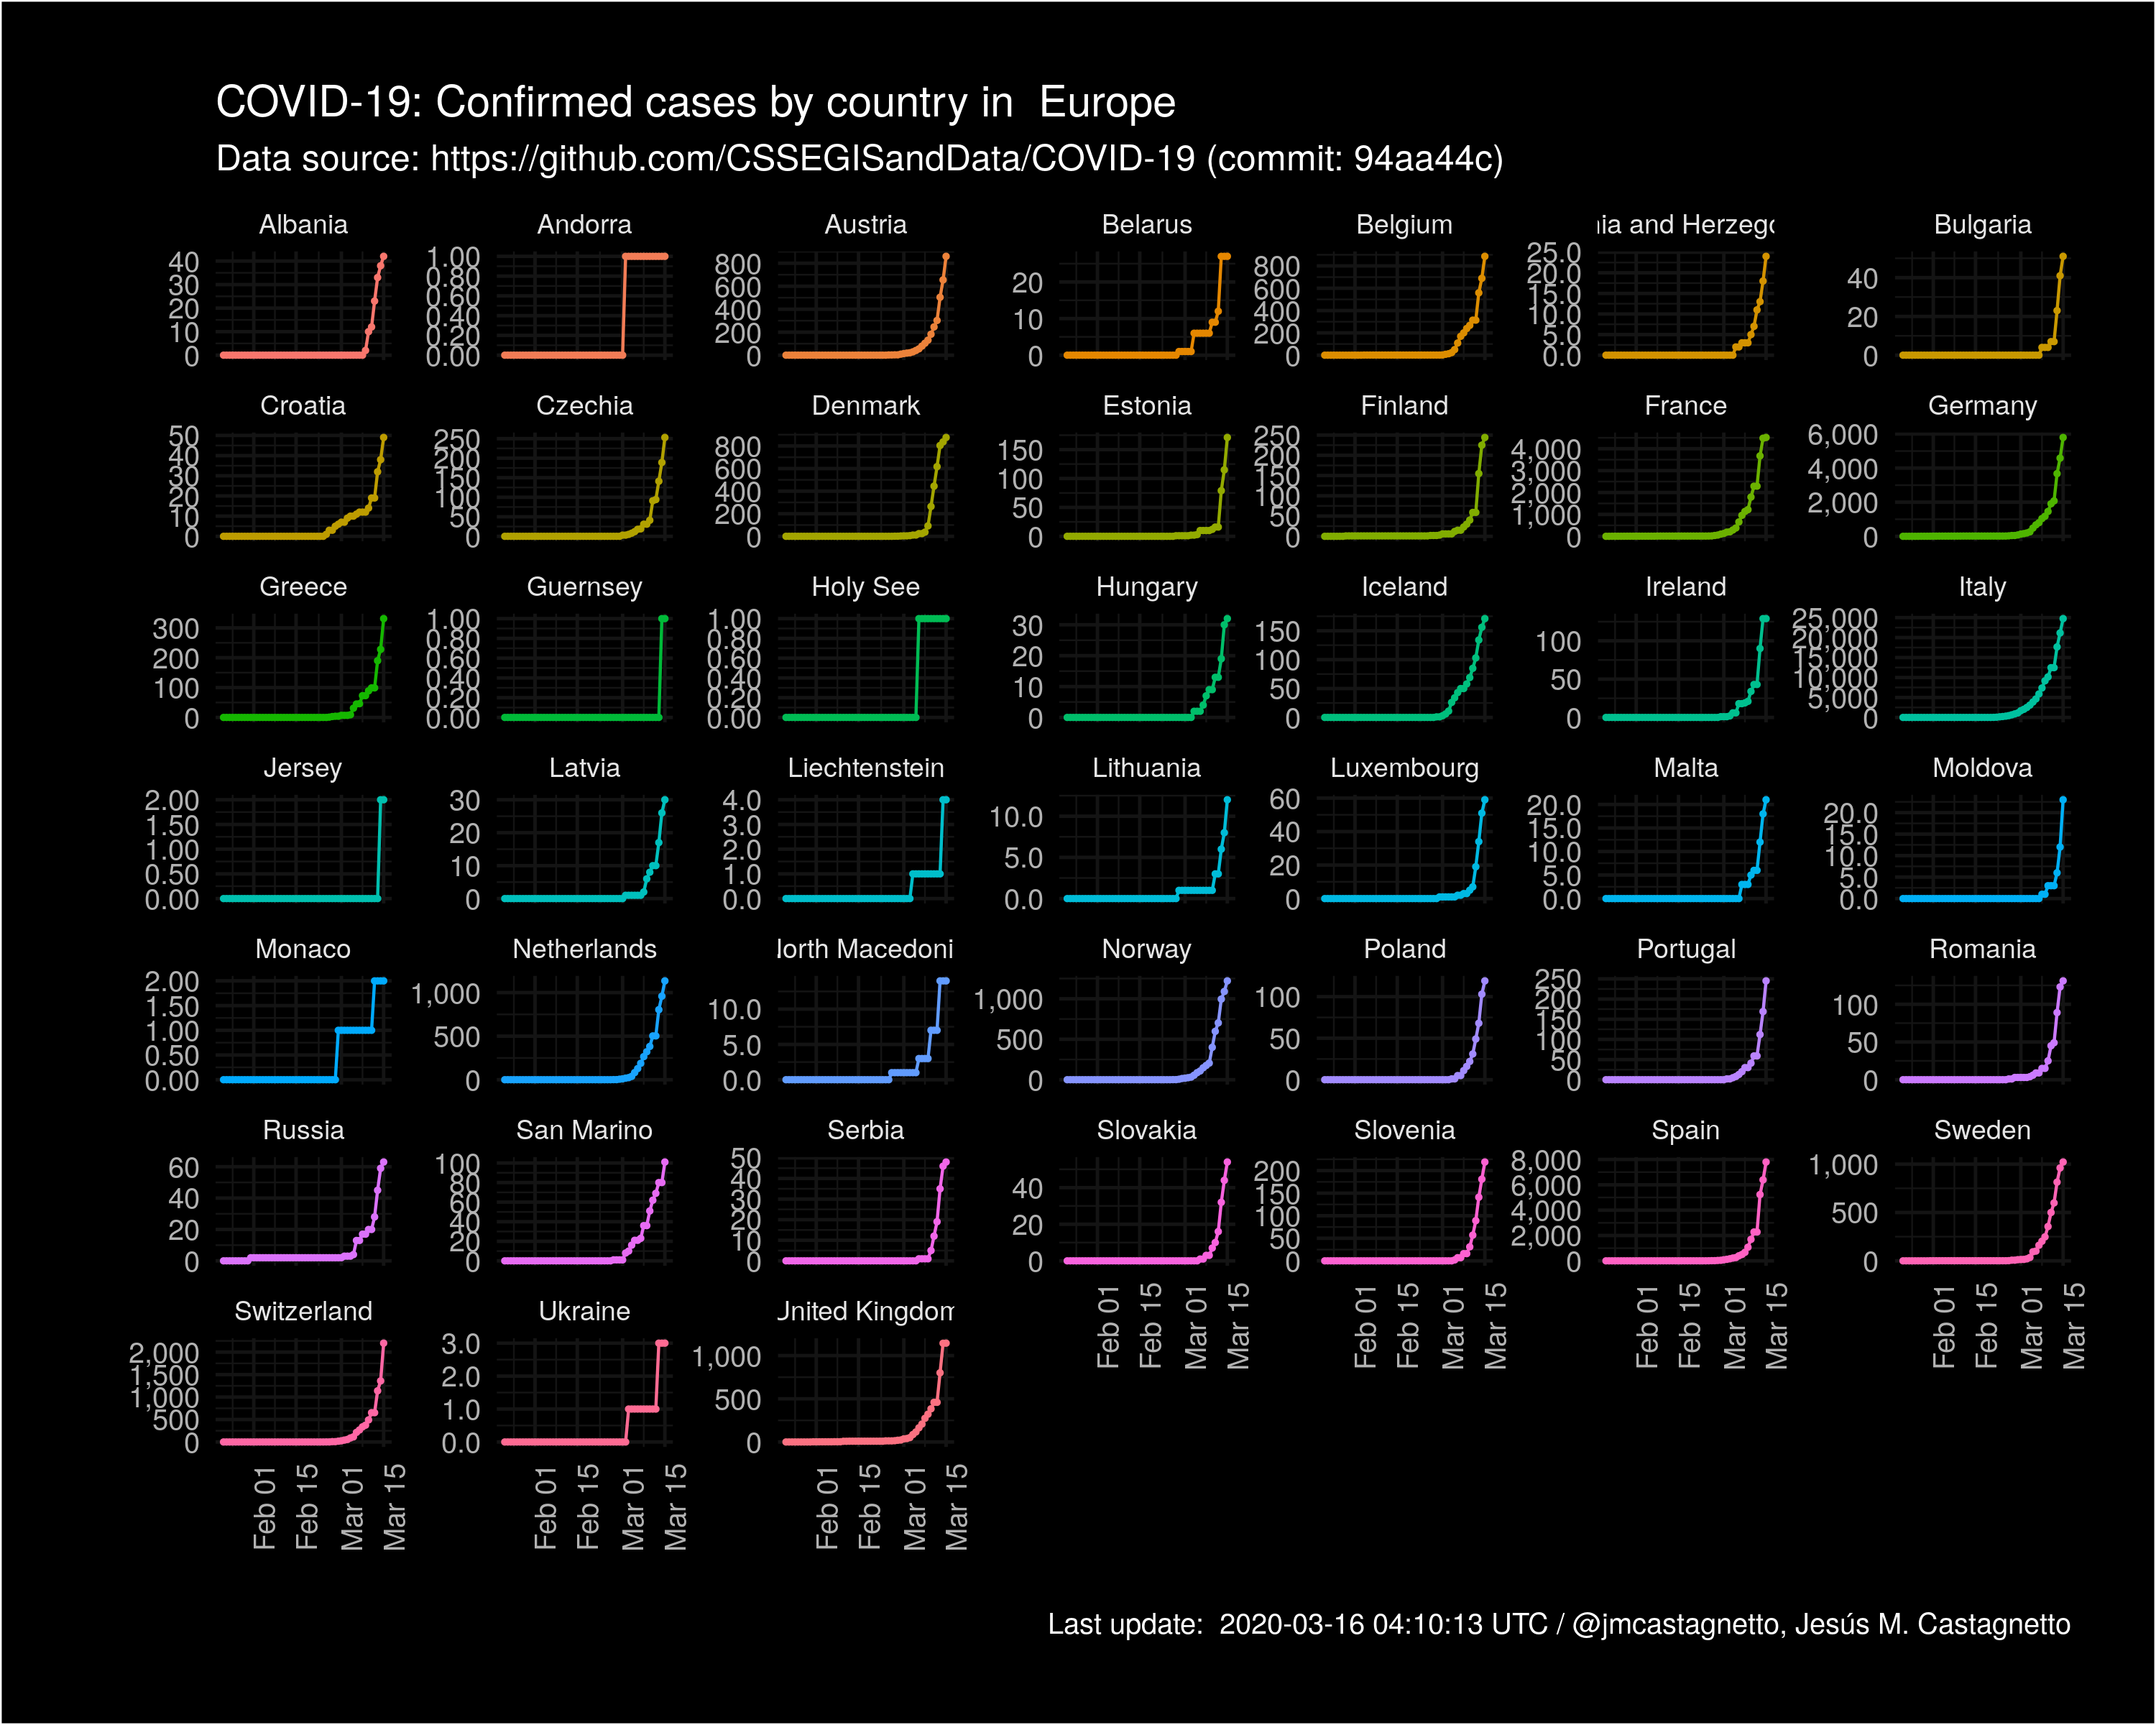 COVID-19: Confirmed cases by country in  Europe
Data source: https://github.com/CSSEGISandData/COVID-19 (commit: 94aa44c)
Albania Andorra Austria Belarus Belgium and Herzego Bulgaria
40 30 20 10 0
1.00 0.80 0.60 0.40 0.20 0.00
800 600 400 200 0
20 10 0
800 600 400 200 0
25.0 20.0 15.0 10.0 5.0 0.0
40 20 0
Croatia Czechia Denmark Estonia Finland France Germany
50 40 30 20 10 0
250 200 150 100 50 0
800 600 400 200 0
150 100 50 0
250 200 150 100 50 0
4,000 3,000 2,000 1,000 0
6,000 4,000 2,000 0
Greece Guernsey Holy See Hungary Iceland Ireland Italy
300 200 100 0
1.00 0.80 0.60 0.40 0.20 0.00
1.00 0.80 0.60 0.40 0.20 0.00
30 20 10 0
150 100 50 0
100 50 0
25,000 20,000 15,000 10,000 5,000 0
Jersey Latvia Liechtenstein Lithuania Luxembourg Malta Moldova
2.00 1.50 1.00 0.50 0.00
30 20 10 0
4.0 3.0 2.0 1.0 0.0
10.0 5.0 0.0
60 40 20 0
20.0 15.0 10.0 5.0 0.0
20.0 15.0 10.0 5.0 0.0
Monaco Netherlands orth Macedoni Norway Poland Portugal Romania
2.00 1.50 1.00 0.50 0.00
1,000 500 0
10.0 5.0 0.0
1,000 500 0
100 50 0
250 200 150 100 50 0
100 50 0
Russia San Marino Serbia Slovakia Slovenia Spain Sweden
60 40 20 0
100 80 60 40 20 0
50 40 30 20 10 0
40 20 0
200 150 100 50 0
8,000 6,000 4,000 2,000 0
1,000 500 0
Feb 01 Feb 15 Mar 01 Mar 15
Feb 01 Feb 15 Mar 01 Mar 15
Feb 01 Feb 15 Mar 01 Mar 15
Feb 01 Feb 15 Mar 01 Mar 15
Switzerland Ukraine United Kingdom
2,000 1,500 1,000 500 0
3.0 2.0 1.0 0.0
1,000 500 0
Feb 01 Feb 15 Mar 01 Mar 15
Feb 01 Feb 15 Mar 01 Mar 15
Feb 01 Feb 15 Mar 01 Mar 15
Last update:  2020-03-16 04:10:13 UTC / @jmcastagnetto, Jesús M. Castagnetto